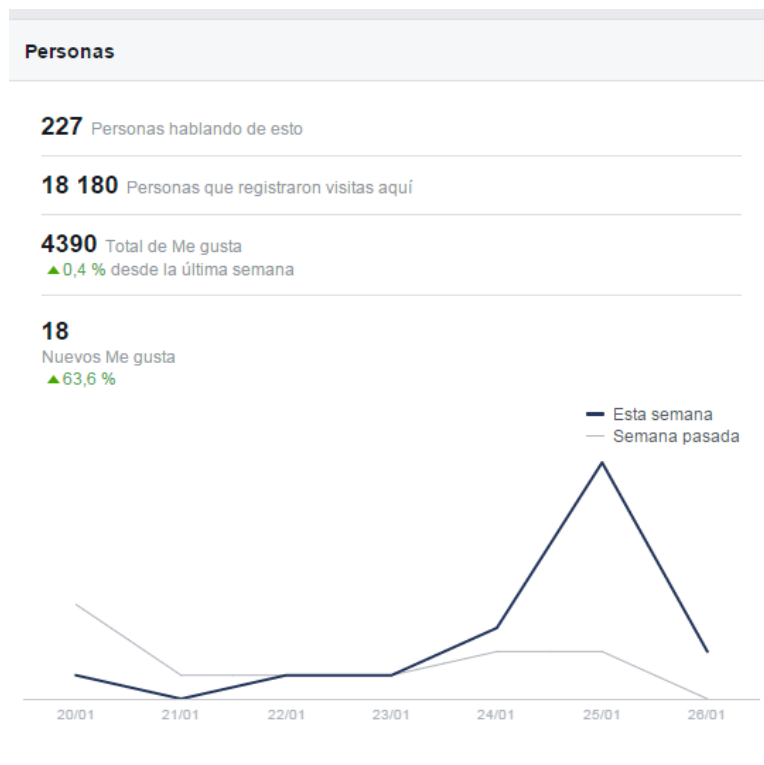 Personas
227 Personas hablando de esto
18 180 Personas que registraron visitas aquí
4390 Total de Me gusta
0,4 % desde la última semana
18
Nuevos Me gusta
63,6 %
Esta semana
Semana pasada
20/01 21/01 22/01 23/01 24/01 25/01 26/01